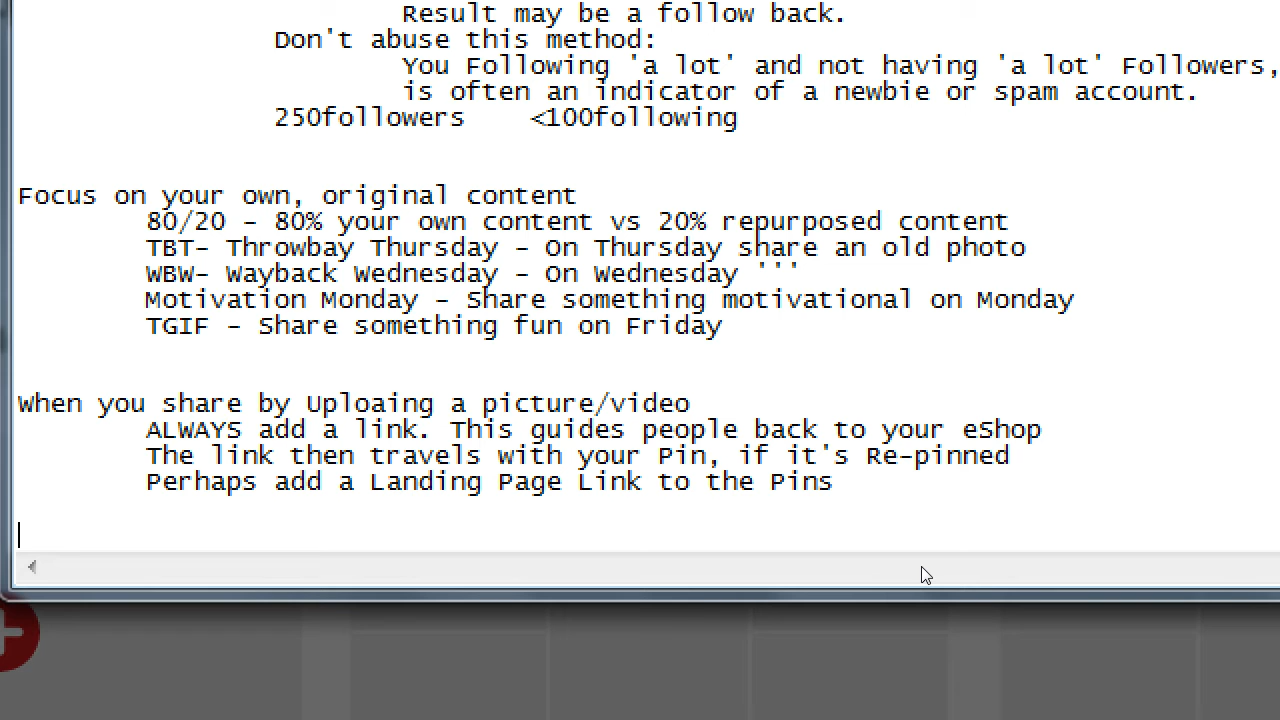 Result may be a follow back.
Don't abuse this method:
You Following 'a lot' and not having 'a lot' Followers,
is often an indicator of a newbie or spam account.
250followers    <100following
Focus on your own, original content
80/20 - 80% your own content vs 20% repurposed content
TBT- Throwbay Thursday - On Thursday share an old photo
WBW- Wayback Wednesday - On Wednesday '''
Motivation Monday - Share something motivational on Monday
TGIF - Share something fun on Friday
When you share by Uploaing a picture/video
ALWAYS add a link. This guides people back to your eShop
The link then travels with your Pin, if it's Re-pinned
Perhaps add a Landing Page Link to the Pins